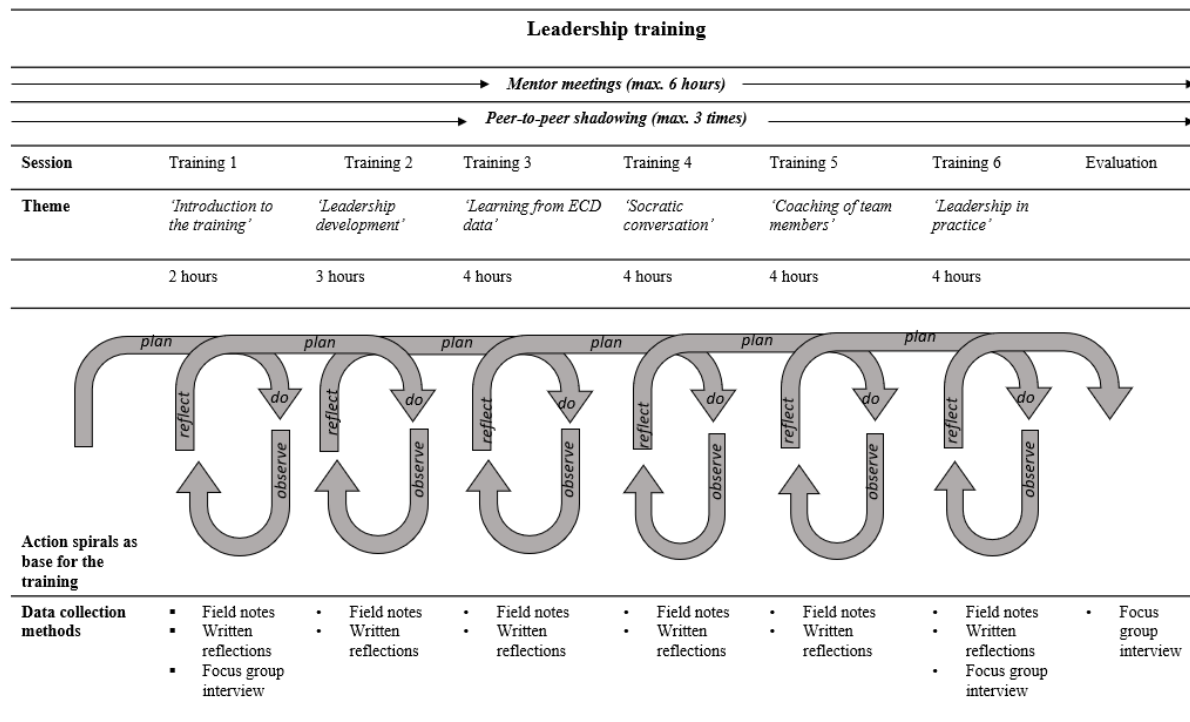 Leadership training
Mentor meetings (max. 6 hours)
Peer-to-peer shadowing (max. 3 times)
Session Training 1 Training 2 Training 3 Training 4 Training 5 Training 6 Evaluation
Theme ‘Introduction to ‘Leadership ‘Learning from ECD ‘Socratic ‘Coaching of team ‘Leadership in
the training’ development’ data’ conversation’ members’ practice’
2 hours 3 hours 4 hours 4 hours 4 hours 4 hours
plan plan plan plan plan plan
reflect do reflect do reflect do reflect do reflect do reflect do
observe observe observe observe observe observe
Action spirals as
base for the
training
Data collection ▪ Field notes • Field notes • Field notes • Field notes • Field notes • Field notes • Focus
methods ▪ Written • Written • Written • Written • Written • Written group
reflections reflections reflections reflections reflections reflections interview
▪ Focus group • Focus group
interview interview